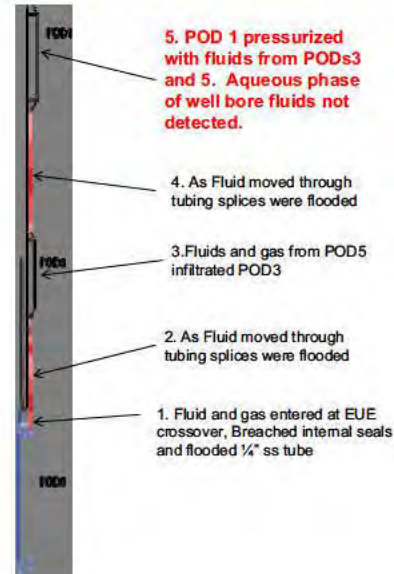 POD1
5. POD 1 pressurized
with fluids from PODs3
and 5.  Aqueous phase
of well bore fluids not
detected.
4. As Fluid moved through
tubing splices were flooded
3.Fluids and gas from POD5
infiltrated POD3
2. As Fluid moved through
tubing splices were flooded
1. Fluid and gas entered at EUE
crossover, Breached internal seals
and flooded ¼" ss tube